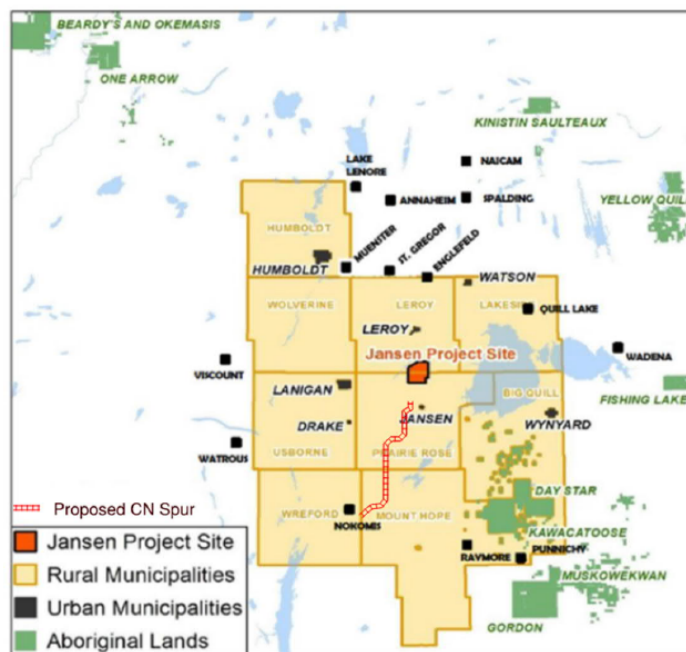 BEARDY'S AND OKEMASIS
ONE ARROW
KINISTIN SAULTEAUX
LAKE
LENORE
NAICAM
ANNAHEIM
SPALDING
YELLOW QUILL
HUMBOLDT
MUENSTER
ST. GREGOR
ENGLEFELD
HUMBOLDT
WATSON
WOLVERINE
LEROY
LAKESIDE
QUILL LAKE
LEROY
Jansen Project Site
WADENA
VISCOUNT
LANIGAN
BIG QUILL
FISHING LAKE
DRAKE
JANSEN
WYNYARD
WATROUS
USBORNE
PRAIRIE ROSE
DAY STAR
Proposed CN Spur
WREFORD
NOKOMIS
MOUNT HOPE
KAWACATOOSE
Jansen Project Site
RAYMORE
PUNNICHY
Rural Municipalities
MUSKOWEKWAN
Urban Municipalities
GORDON
Aboriginal Lands